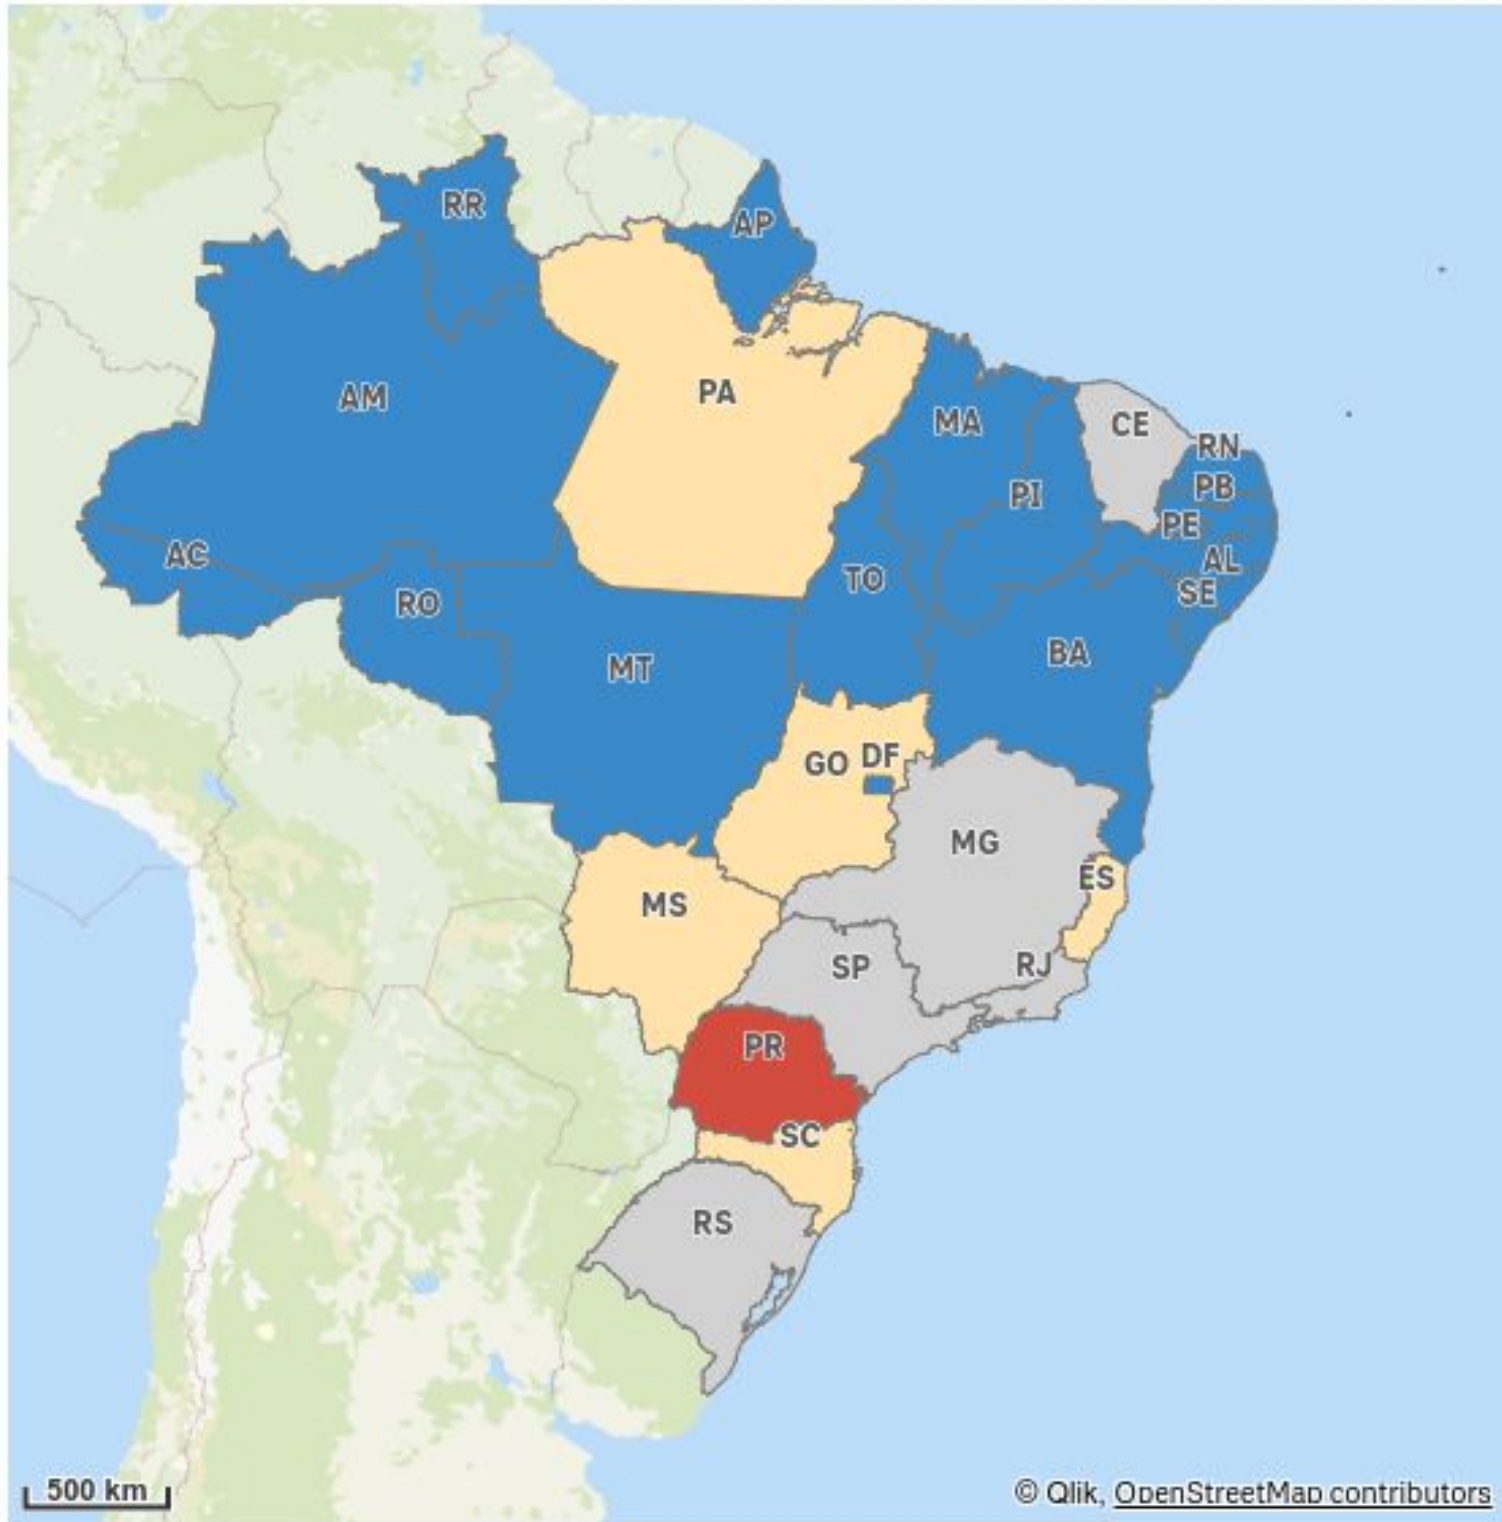 RR
AP
AM
PA
MA
CE
RN
PI
PB
PE
AC
AL
TO
SE
RO
MT
BA
GO
DF
MG
ES
MS
SP
RJ
PR
SC
RS
500 km
© Qlik, OpenStreetMap contributors